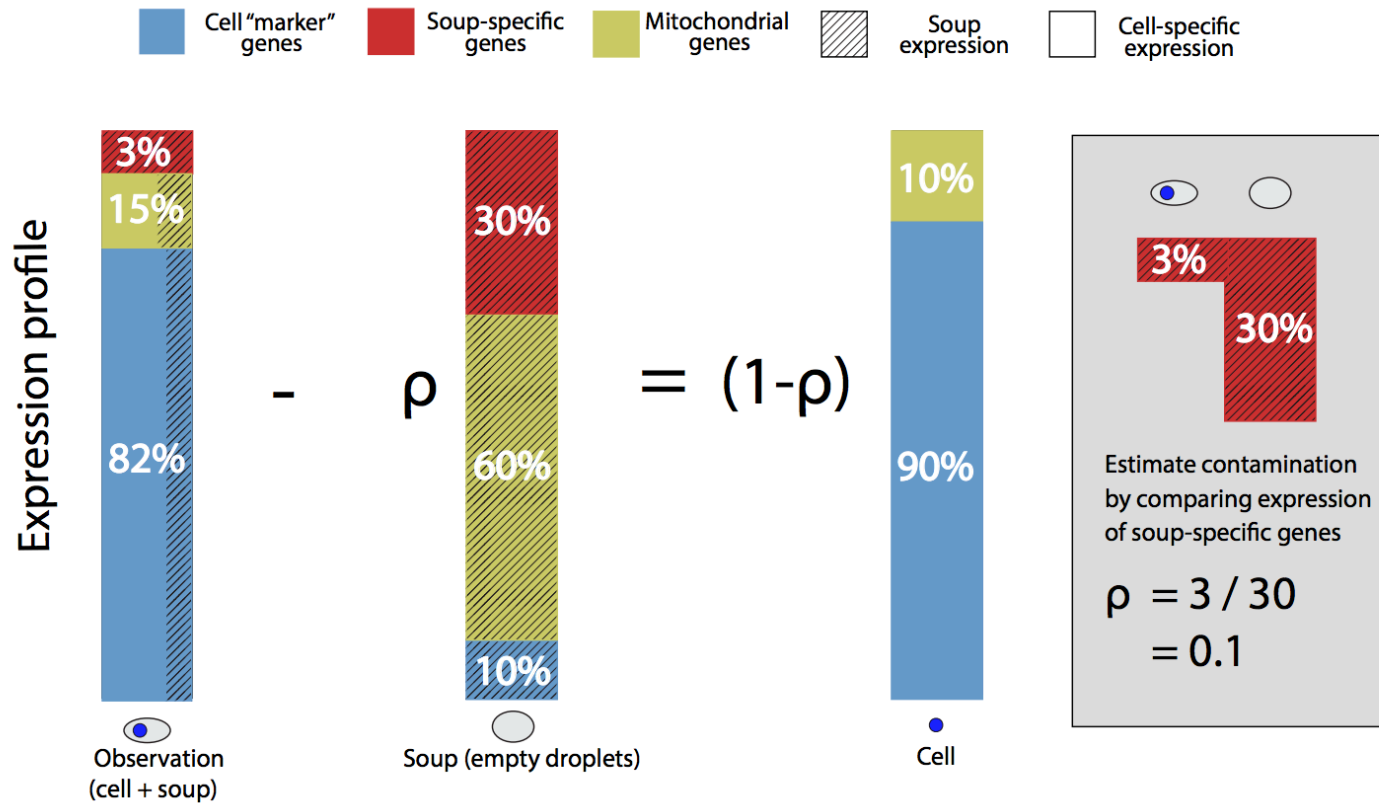 Cell “marker” genes
Soup-specific genes
Mitochondrial genes
Soup expression
Cell-specific expression
Expression profile
3%
15%
82%
Observation
(cell + soup)
-
ρ
30%
60%
10%
Soup (empty droplets)
= (1-ρ)
10%
90%
Cell
3%
30%
Estimate contamination
by comparing expression
of soup-specific genes
ρ = 3 / 30
= 0.1